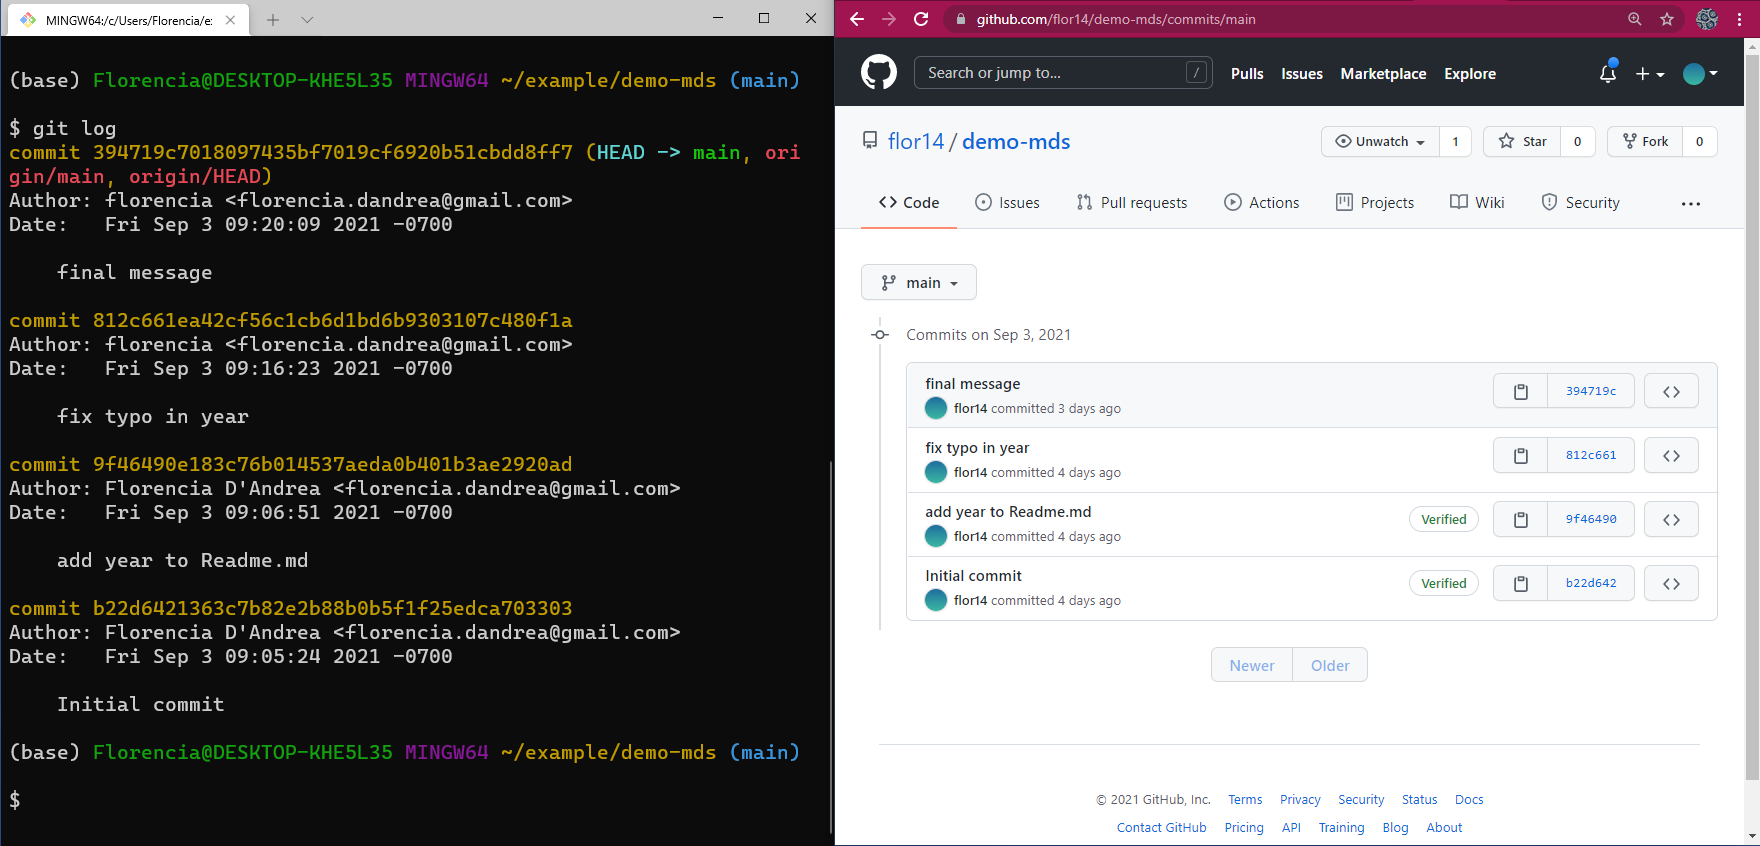 MINGW64:/c/Users/Florencia/e:
(base) Florencia@DESKTOP-KHE5L35 MINGW64 ~/example/demo-mds (main)
$ git log
commit 394719c7018097435bf7019cf6920b51cbdd8ff7 (HEAD -> main, ori
gin/main, origin/HEAD)
Author: florencia <florencia.dandrea@gmail.com>
Date:   Fri Sep 3 09:20:09 2021 -0700
final message
commit 812c661ea42cf56c1cb6d1bd6b9303107c480f1a
Author: florencia <florencia.dandrea@gmail.com>
Date:   Fri Sep 3 09:16:23 2021 -0700
fix typo in year
commit 9f46490e183c76b014537aeda0b401b3ae2920ad
Author: Florencia D'Andrea <florencia.dandrea@gmail.com>
Date:   Fri Sep 3 09:06:51 2021 -0700
add year to Readme.md
commit b22d6421363c7b82e2b88b0b5f1f25edca703303
Author: Florencia D'Andrea <florencia.dandrea@gmail.com>
Date:   Fri Sep 3 09:05:24 2021 -0700
Initial commit
(base) Florencia@DESKTOP-KHE5L35 MINGW64 ~/example/demo-mds (main)
$
github.com/flor14/demo-mds/commits/main
Search or jump to... / Pulls Issues Marketplace Explore
flor14 / demo-mds Unwatch 1 Star 0 Fork 0
Code Issues Pull requests Actions Projects Wiki Security ...
main
Commits on Sep 3, 2021
final message
flor14 committed 3 days ago 394719c
fix typo in year
flor14 committed 4 days ago 812c661
add year to Readme.md
flor14 committed 4 days ago Verified 9f46490
Initial commit
flor14 committed 4 days ago Verified b22d642
Newer Older
© 2021 GitHub, Inc. Terms Privacy Security Status Docs
Contact GitHub Pricing API Training Blog About